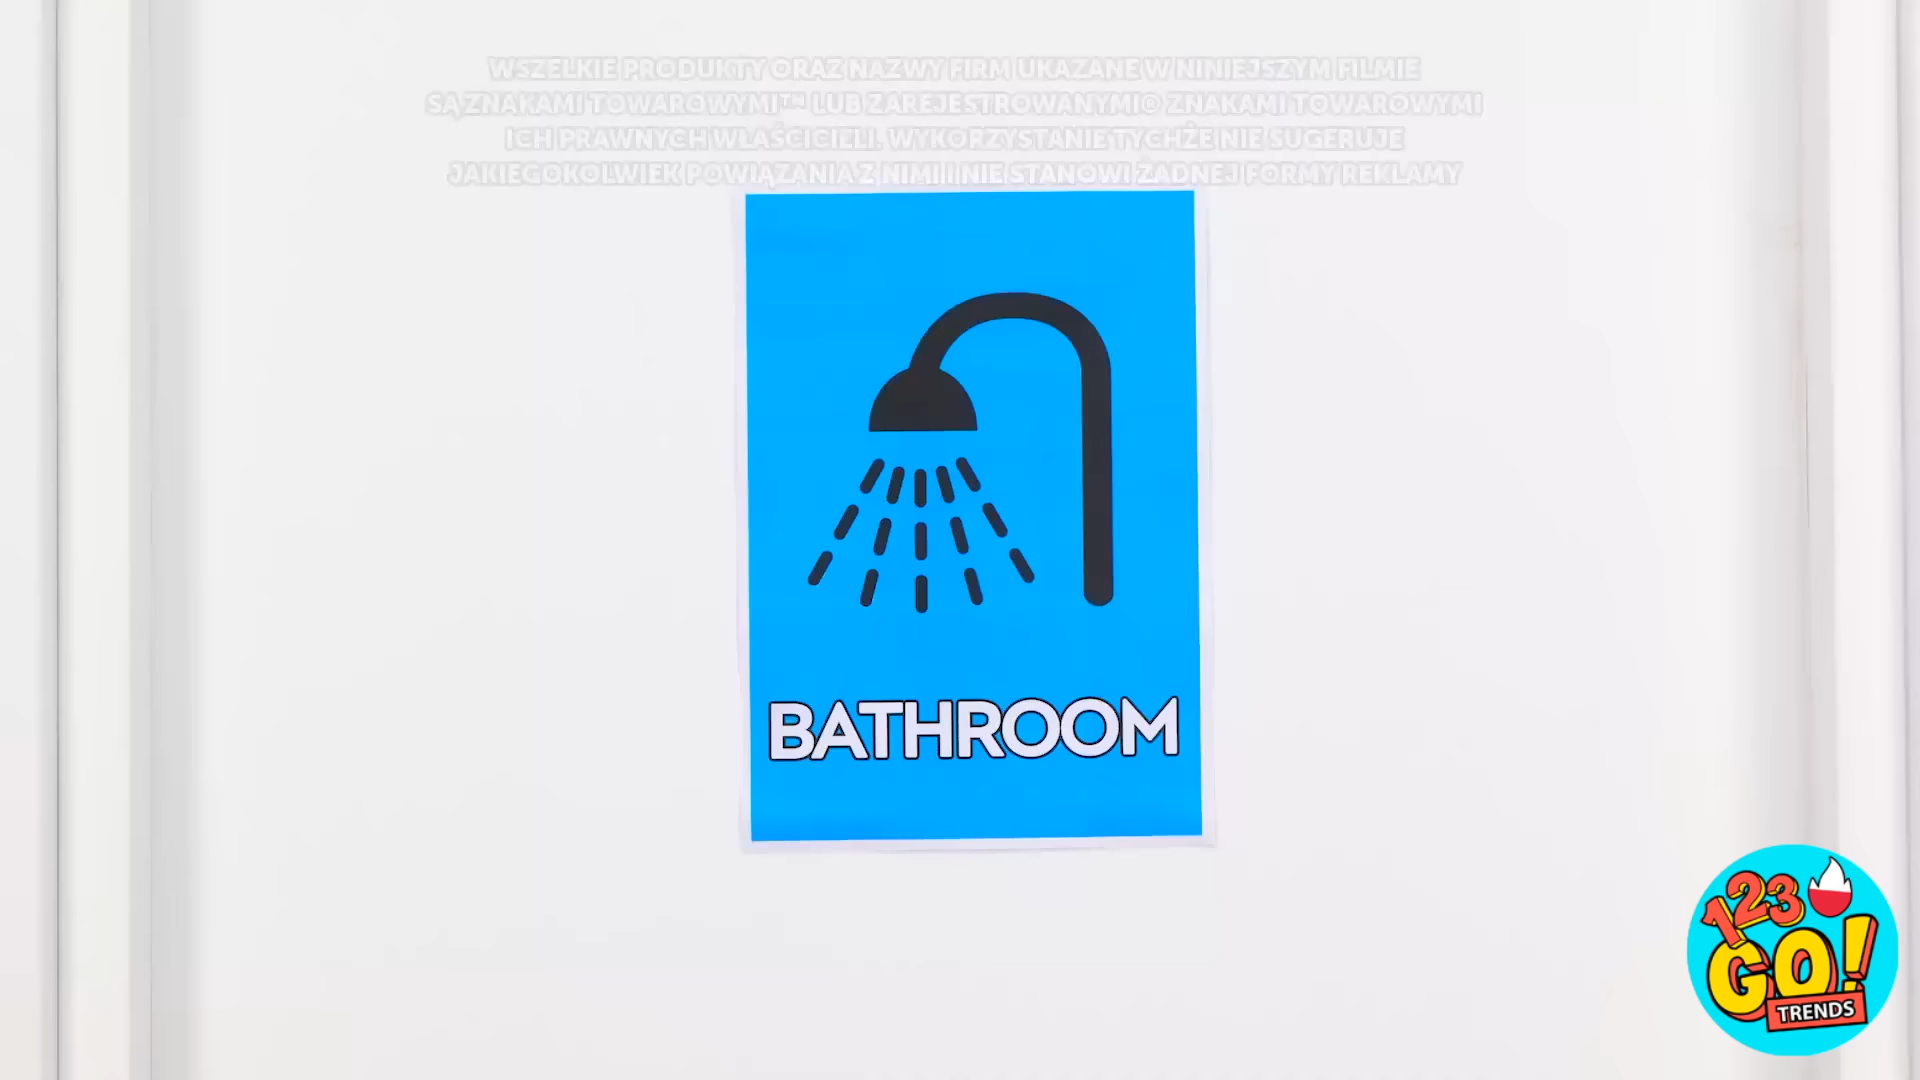 WSZELKIE PRODUKTY ORAZ NAZWY FIRM UKAZANE W NINIEJSZYM FILMIE
SĄ ZNAKAMI TOWAROWYMI™ LUB ZAREJESTROWANYMI® ZNAKAMI TOWAROWYMI
ICH PRAWNYCH WŁAŚCICIELI. WYKORZYSTANIE TYCHŻE NIE SUGERUJE
JAKIEGOKOLWIEK POWIĄZANIA Z NIMI I NIE STANOWI ŻADNEJ FORMY REKLAMY
BATHROOM
123
GO!
TRENDS